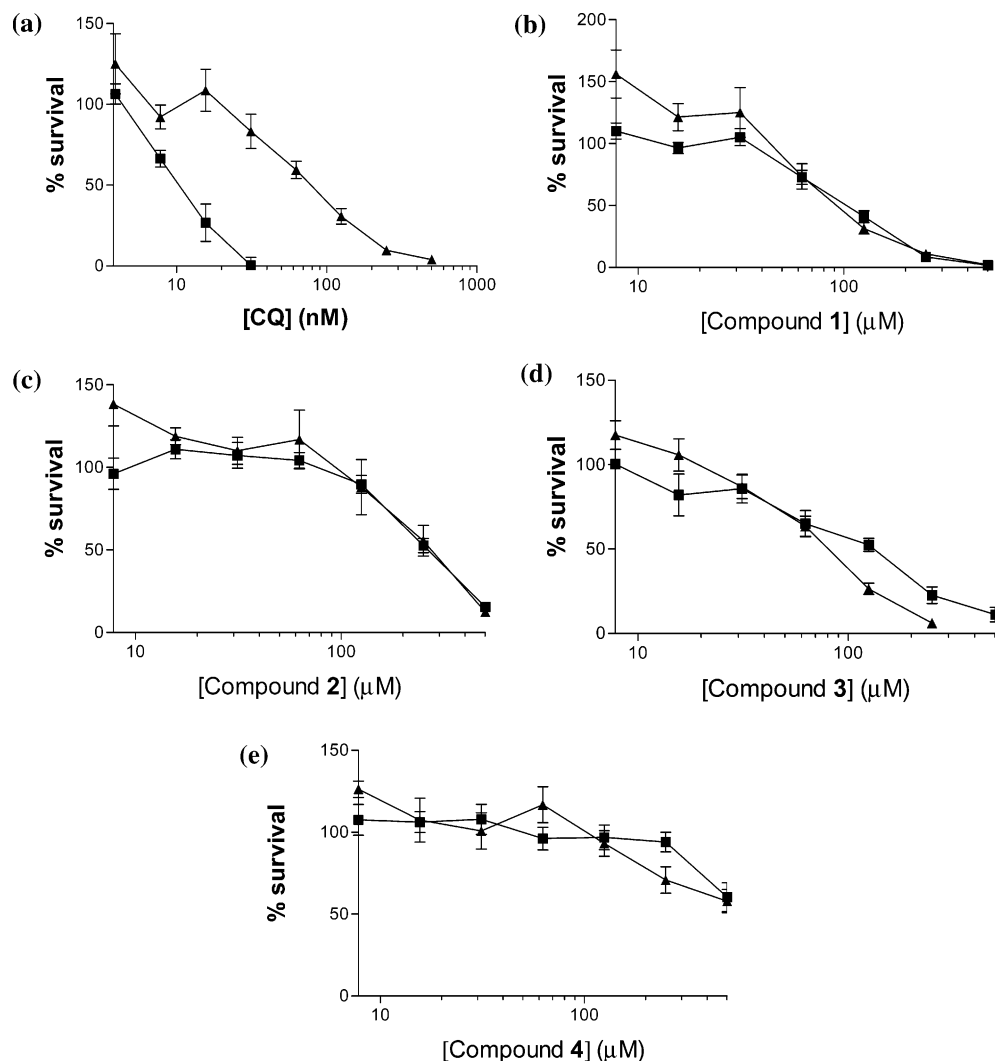 (a)
150
100
50
0
% survival
10
100
1000
[CQ] (nM)
(b)
200
150
100
50
0
% survival
10
100
[Compound 1] (μM)
(c)
150
100
50
0
% survival
10
100
[Compound 2] (μM)
(d)
150
100
50
0
% survival
10
100
[Compound 3] (μM)
(e)
150
100
50
0
% survival
10
100
[Compound 4] (μM)